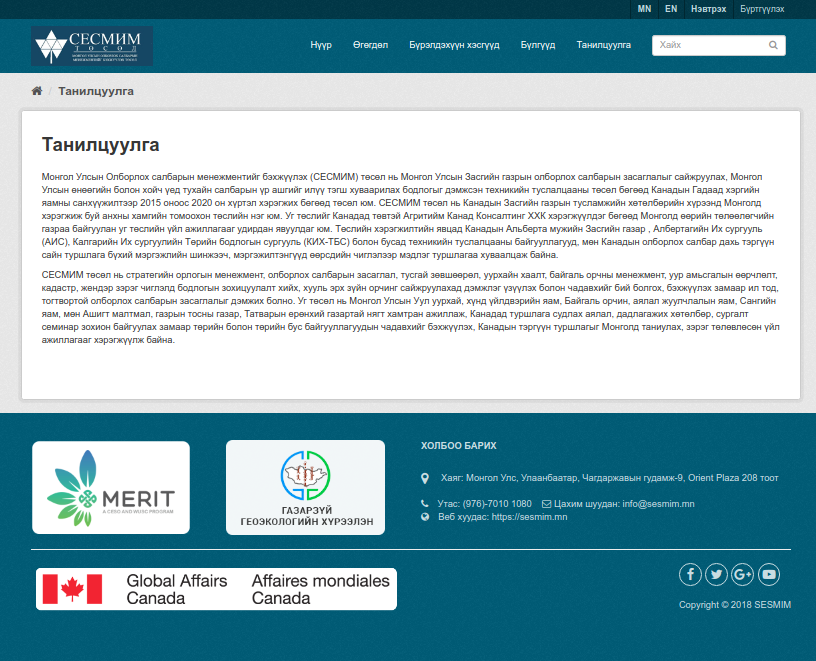 MN EN Нэвтрэх Бүртгүүлэх
СЕСМИМ
ТӨСӨЛ
Нүүр Өгөгдөл Бүрэлдэхүүн хэсгүүд Бүлгүүд Танилцуулга Хайх
/ Танилцуулга
Танилцуулга
Монгол Улсын Олборлох салбарын менежментийг бэхжүүлэх (СЕСМИМ) төсөл нь Монгол Улсын Засгийн газрын олборлох салбарын засаглалыг сайжруулах, Монгол
Улсын өнөөгийн болон хойч үед тухайн салбарын үр ашгийг илүү тэгш хуваарилах бодлогыг дэмжсэн техникийн туслалцааны төсөл бөгөөд Канадын Гадаад хэргийн
яамны санхүүжилтээр 2015 оноос 2020 он хүртэл хэрэгжих бөгөөд төсөл юм. СЕСМИМ төсөл нь Канадын Засгийн газрын тусламжийн хөтөлбөрийн хүрээнд Монголд
хэрэгжиж буй анхны хамгийн томоохон төслийн нэг юм. Уг төслийг Канадад төвтэй Агритийм Канад Консалтинг ХХК хэрэгжүүлдэг бөгөөд Монголд өөрийн төлөөлөгчийн
газраа байгуулан уг төслийн үйл ажиллагааг удирдан явуулдаг юм. Төслийн хэрэгжилтийн явцад Канадын Альберта мужийн Засгийн газар , Албертагийн Их сургууль
(АИС), Калгарийн Их сургуулийн Төрийн бодлогын сургууль (КИХ-ТБС) болон бусад техникийн туслалцааны байгууллагууд, мөн Канадын олборлох салбар дахь тэргүүн
сайн туршлага бүхий мэргэжлийн шинжээч, мэргэжилтэнгүүд өөрсдийн чиглэлээр мэдлэг туршлагаа хуваалцаж байна.
СЕСМИМ төсөл нь стратегийн орлогын менежмент, олборлох салбарын засаглал, тусгай зөвшөөрөл, уурхайн хаалт, байгаль орчны менежмент, уур амьсгалын өөрчлөлт,
кадастр, жендэр зэрэг чиглэлд бодлогын зохицуулалт хийх, хууль эрх зүйн орчинг сайжруулахад дэмжлэг үзүүлэх болон чадавхийг бий болгох, бэхжүүлэх замаар ил тод,
тогтвортой олборлох салбарын засаглалыг дэмжих болно. Уг төсөл нь Монгол Улсын Уул уурхай, хүнд үйлдвэрийн яам, Байгаль орчин, аялал жуулчлалын яам, Сангийн
яам, мөн Ашигт малтмал, газрын тосны газар, Татварын ерөнхий газартай нягт хамтран ажиллаж, Канадад туршлага судлах аялал, дадлагажих хөтөлбөр, сургалт
семинар зохион байгуулах замаар төрийн болон төрийн бус байгууллагуудын чадавхийг бэхжүүлэх, Канадын тэргүүн туршлагыг Монголд таниулах, зэрэг төлөвлөсөн үйл
ажиллагааг хэрэгжүүлж байна.
MERIT
A CESO AND WUSC PROGRAM
ГАЗАРЗҮЙ
ГЕОЭКОЛОГИЙН ХҮРЭЭЛЭН
ХОЛБОО БАРИХ
Хаяг: Монгол Улс, Улаанбаатар, Чагдаржавын гудамж-9, Orient Plaza 208 тоот
Утас: (976)-7010 1080 Цахим шуудан: info@sesmim.mn
Веб хуудас: https://sesmim.mn
Global Affairs Affaires mondiales
Canada Canada
Copyright © 2018 SESMIM